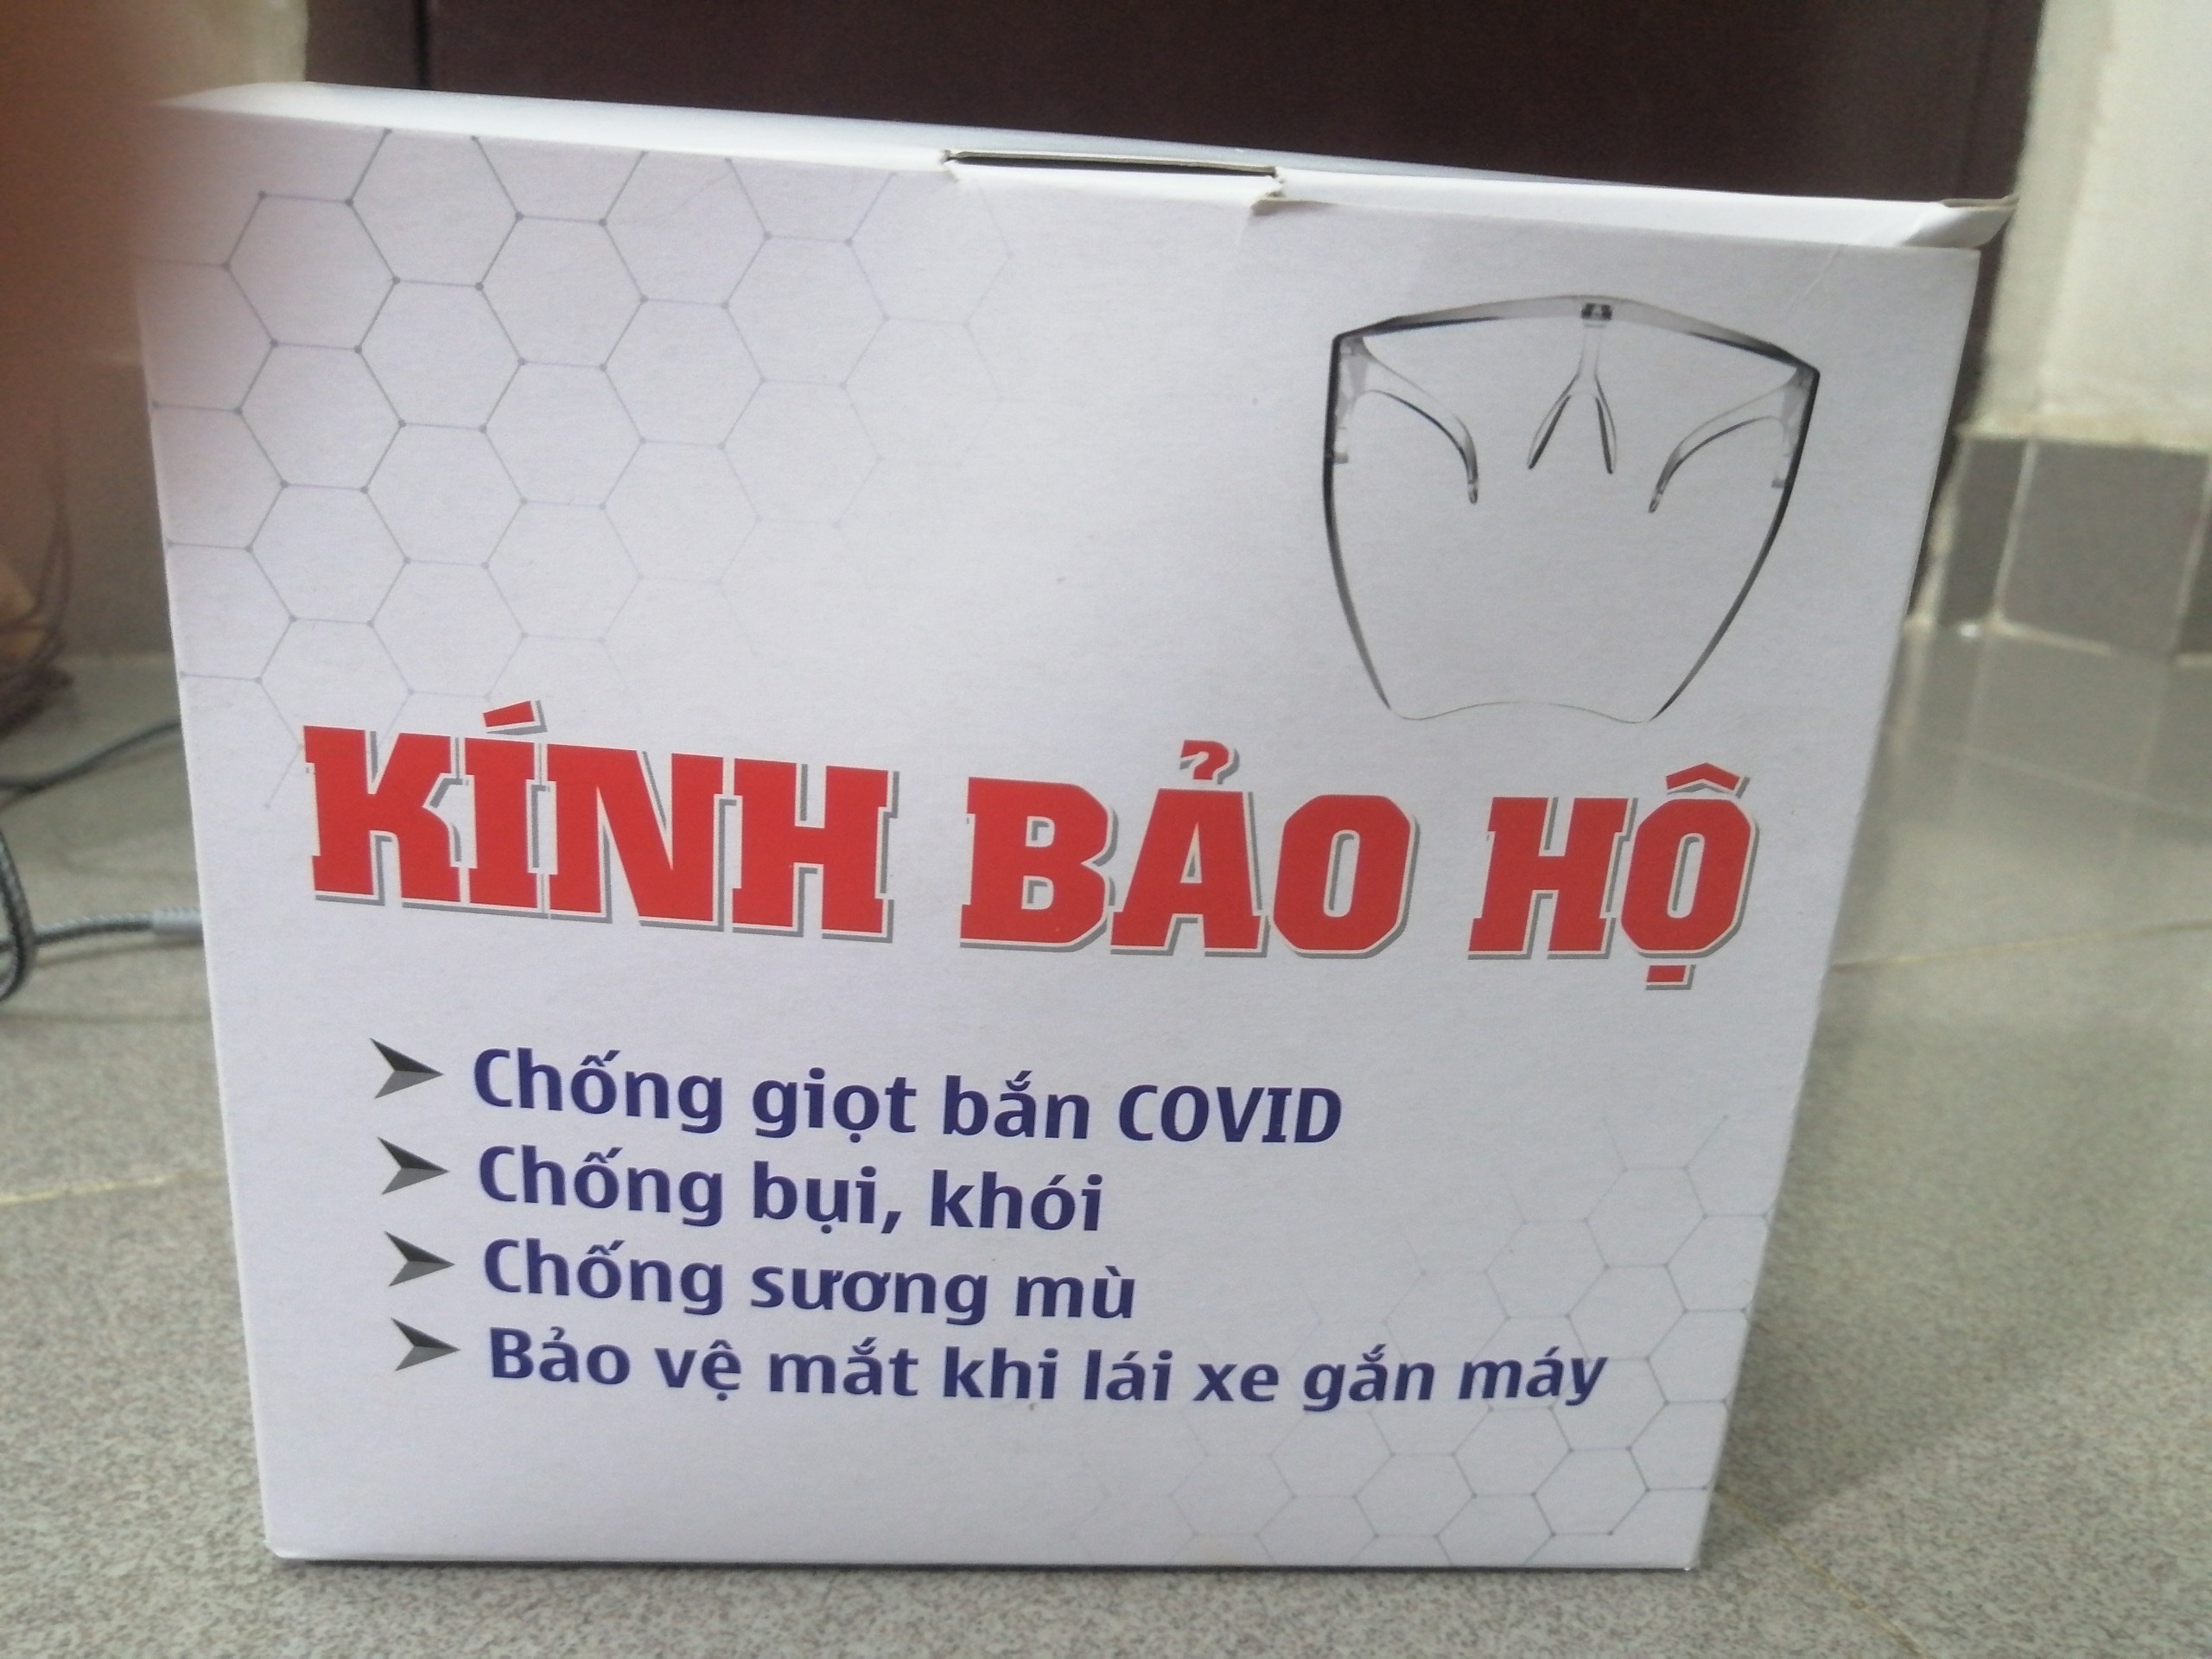 KÍNH BẢO HỘ
Chống giọt bắn COVID
Chống bụi, khói
Chống sương mù
Bảo vệ mắt khi lái xe gắn máy